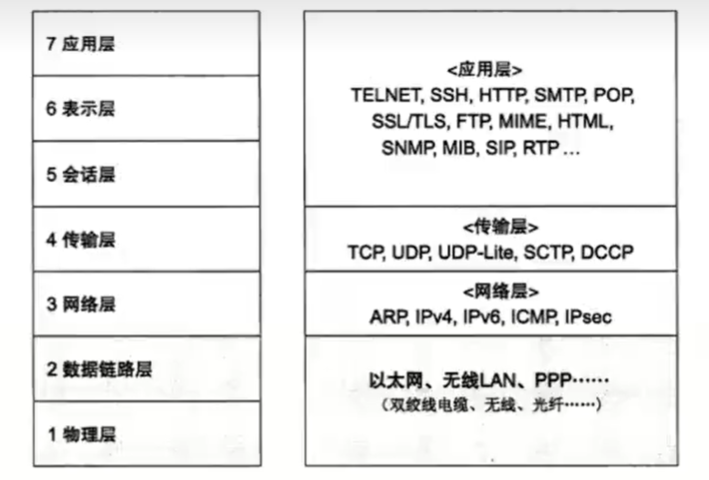 7 应用层
6 表示层
5 会话层
4 传输层
3 网络层
2 数据链路层
1 物理层
<应用层>
TELNET, SSH, HTTP, SMTP, POP,
SSL/TLS, FTP, MIME, HTML,
SNMP, MIB, SIP, RTP ...
<传输层>
TCP, UDP, UDP-Lite, SCTP, DCCP
<网络层>
ARP, IPv4, IPv6, ICMP, IPsec
以太网、无线LAN、PPP……
（双绞线电缆、无线、光纤……）